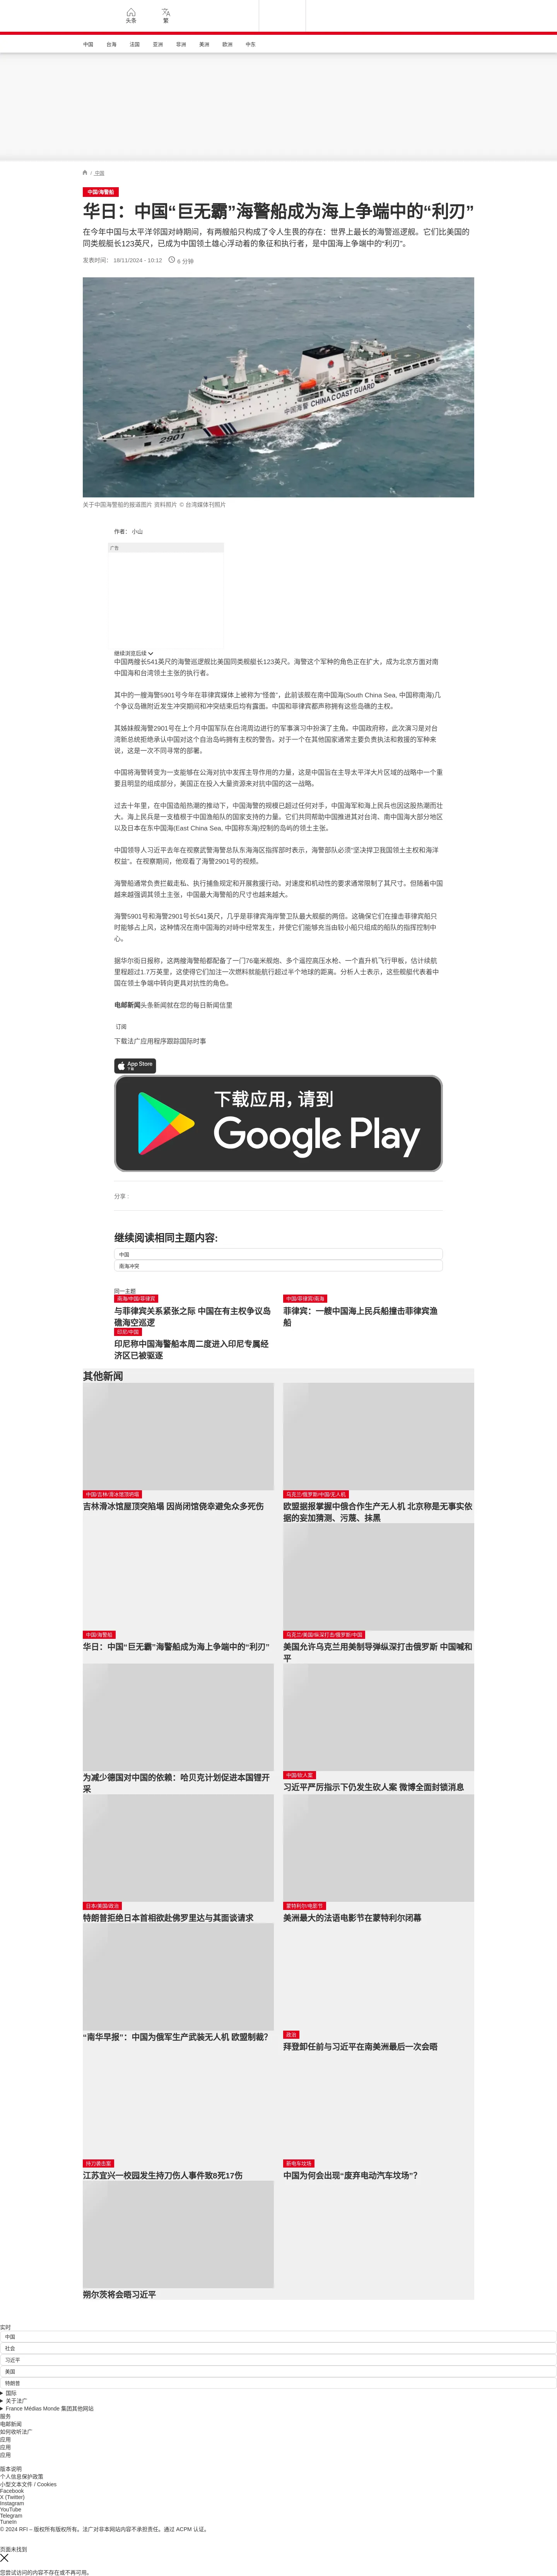 头条
繁
中国
台海
法国
亚洲
非洲
美洲
欧洲
中东
/ 中国
中国/海警船
华日：中国“巨无霸”海警船成为海上争端中的“利刃”
在今年中国与太平洋邻国对峙期间，有两艘船只构成了令人生畏的存在：世界上最长的海警巡逻舰。它们比美国的
同类舰艇长123英尺，已成为中国领土雄心浮动着的象征和执行者，是中国海上争端中的“利刃”。
发表时间： 18/11/2024 - 10:12
6 分钟
2901
中国海警 CHINA COAST GUARD
关于中国海警船的报道图片 资料照片 © 台湾媒体刊照片
作者： 小山
广告
继续浏览后续
中国两艘长541英尺的海警巡逻舰比美国同类舰艇长123英尺。海警这个军种的角色正在扩大，成为北京方面对南
中国海和台湾领土主张的执行者。
其中的一艘海警5901号今年在菲律宾媒体上被称为“怪兽”，此前该舰在南中国海(South China Sea, 中国称南海)几
个争议岛礁附近发生冲突期间和冲突结束后均有露面。中国和菲律宾都声称拥有这些岛礁的主权。
其姊妹舰海警2901号在上个月中国军队在台湾周边进行的军事演习中扮演了主角。中国政府称，此次演习是对台
湾新总统拒绝承认中国对这个自治岛屿拥有主权的警告。对于一个在其他国家通常主要负责执法和救援的军种来
说，这是一次不同寻常的部署。
中国将海警转变为一支能够在公海对抗中发挥主导作用的力量，这是中国旨在主导太平洋大片区域的战略中一个重
要且明显的组成部分，美国正在投入大量资源来对抗中国的这一战略。
过去十年里，在中国造船热潮的推动下，中国海警的规模已超过任何对手，中国海军和海上民兵也因这股热潮而壮
大。海上民兵是一支植根于中国渔船队的国家支持的力量。它们共同帮助中国推进其对台湾、南中国海大部分地区
以及日本在东中国海(East China Sea, 中国称东海)控制的岛屿的领土主张。
中国领导人习近平去年在视察武警海警总队东海海区指挥部时表示，海警部队必须“坚决捍卫我国领土主权和海洋
权益”。在视察期间，他观看了海警2901号的视频。
海警船通常负责拦截走私、执行捕鱼规定和开展救援行动。对速度和机动性的要求通常限制了其尺寸。但随着中国
越来越强调其领土主张，中国最大海警船的尺寸也越来越大。
海警5901号和海警2901号长541英尺，几乎是菲律宾海岸警卫队最大舰艇的两倍。这确保它们在撞击菲律宾船只
时能够占上风，这种情况在南中国海的对峙中经常发生，并使它们能够充当由较小船只组成的船队的指挥控制中
心。
据华尔街日报称，这两艘海警船都配备了一门76毫米舰炮、多个遥控高压水枪、一个直升机飞行甲板，估计续航
里程超过1.7万英里，这使得它们加注一次燃料就能航行超过半个地球的距离。分析人士表示，这些舰艇代表着中
国在领土争端中转向更具对抗性的角色。
电邮新闻头条新闻就在您的每日新闻信里
订阅
下载法广应用程序跟踪国际时事
App Store
下载
下载应用，请到
Google Play
分享 :
继续阅读相同主题内容:
中国
南海冲突
同一主题
南海/中国/菲律宾
与菲律宾关系紧张之际 中国在有主权争议岛
礁海空巡逻
中国/菲律宾/南海
菲律宾：一艘中国海上民兵船撞击菲律宾渔
船
印尼/中国
印尼称中国海警船本周二度进入印尼专属经
济区已被驱逐
其他新闻
中国/吉林/滑冰馆顶坍塌
吉林滑冰馆屋顶突陷塌 因尚闭馆侥幸避免众多死伤
乌克兰/俄罗斯/中国/无人机
欧盟据报掌握中俄合作生产无人机 北京称是无事实依
据的妄加猜测、污蔑、抹黑
中国/海警船
华日：中国“巨无霸”海警船成为海上争端中的“利刃”
乌克兰/美国/纵深打击/俄罗斯/中国
美国允许乌克兰用美制导弹纵深打击俄罗斯 中国喊和
平
为减少德国对中国的依赖：哈贝克计划促进本国锂开
采
中国/砍人案
习近平严厉指示下仍发生砍人案 微博全面封锁消息
日本/美国/政治
特朗普拒绝日本首相欲赴佛罗里达与其面谈请求
蒙特利尔/电影节
美洲最大的法语电影节在蒙特利尔闭幕
“南华早报”：中国为俄军生产武装无人机 欧盟制裁？
政治
拜登卸任前与习近平在南美洲最后一次会晤
持刀袭击案
江苏宜兴一校园发生持刀伤人事件致8死17伤
新电车坟场
中国为何会出现“废弃电动汽车坟场”？
朔尔茨将会晤习近平
实时
中国
社会
习近平
美国
特朗普
国际
关于法广
France Médias Monde 集团其他网站
服务
电邮新闻
如何收听法广
应用
应用
应用
版本说明
个人信息保护政策
小型文本文件 / Cookies
Facebook
X (Twitter)
Instagram
YouTube
Telegram
TuneIn
© 2024 RFI – 版权所有版权所有。法广对非本网站内容不承担责任。通过 ACPM 认证。
页面未找到
您尝试访问的内容不存在或不再可用。